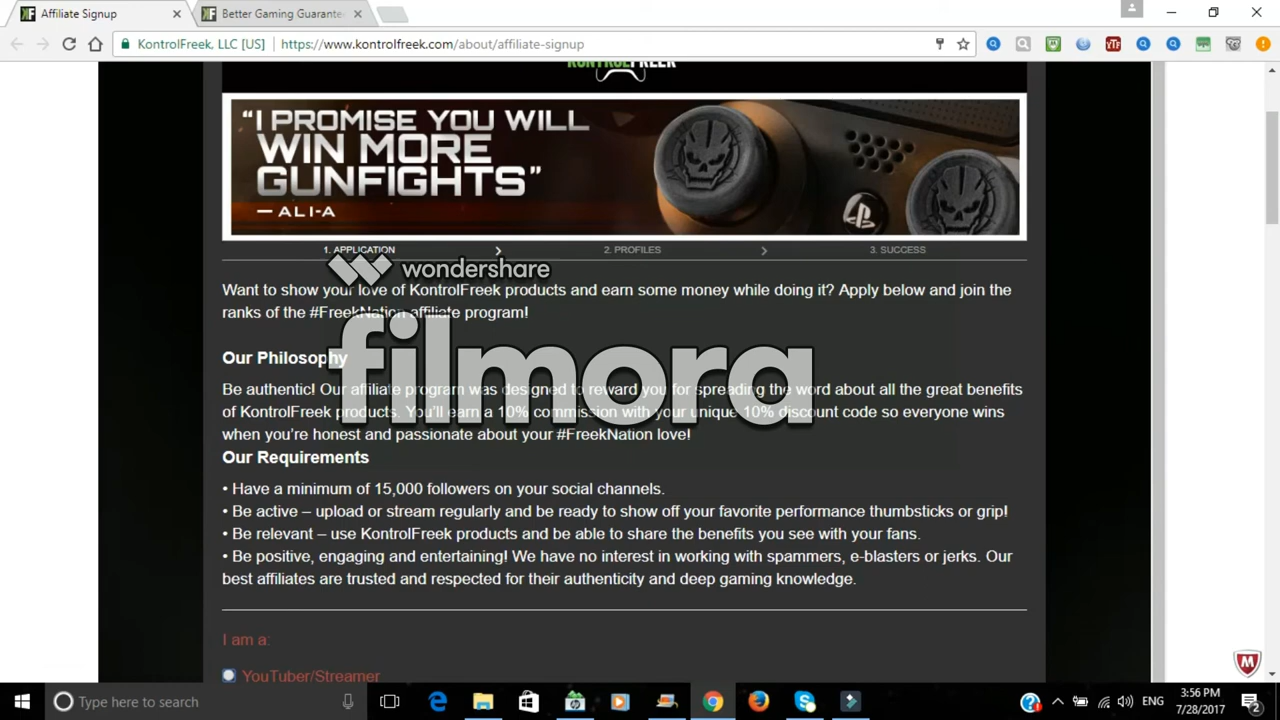 Affiliate Signup
Better Gaming Guarante
KontrolFreek, LLC [US]
https://www.kontrolfreek.com/about/affiliate-signup
KONTROLFREEK
"I PROMISE YOU WILL
WIN MORE
GUNFIGHTS"
— ALI-A
1. APPLICATION
2. PROFILES
3. SUCCESS
wondershare
filmora
Want to show your love of KontrolFreek products and earn some money while doing it? Apply below and join the
ranks of the #FreekNation affiliate program!
Our Philosophy
Be authentic! Our affiliate program was designed to reward you for spreading the word about all the great benefits
of KontrolFreek products. You'll earn a 10% commission with your unique 10% discount code so everyone wins
when you're honest and passionate about your #FreekNation love!
Our Requirements
• Have a minimum of 15,000 followers on your social channels.
• Be active – upload or stream regularly and be ready to show off your favorite performance thumbsticks or grip!
• Be relevant – use KontrolFreek products and be able to share the benefits you see with your fans.
• Be positive, engaging and entertaining! We have no interest in working with spammers, e-blasters or jerks. Our
best affiliates are trusted and respected for their authenticity and deep gaming knowledge.
I am a:
YouTuber/Streamer
Type here to search
ENG
3:56 PM
7/28/2017
2